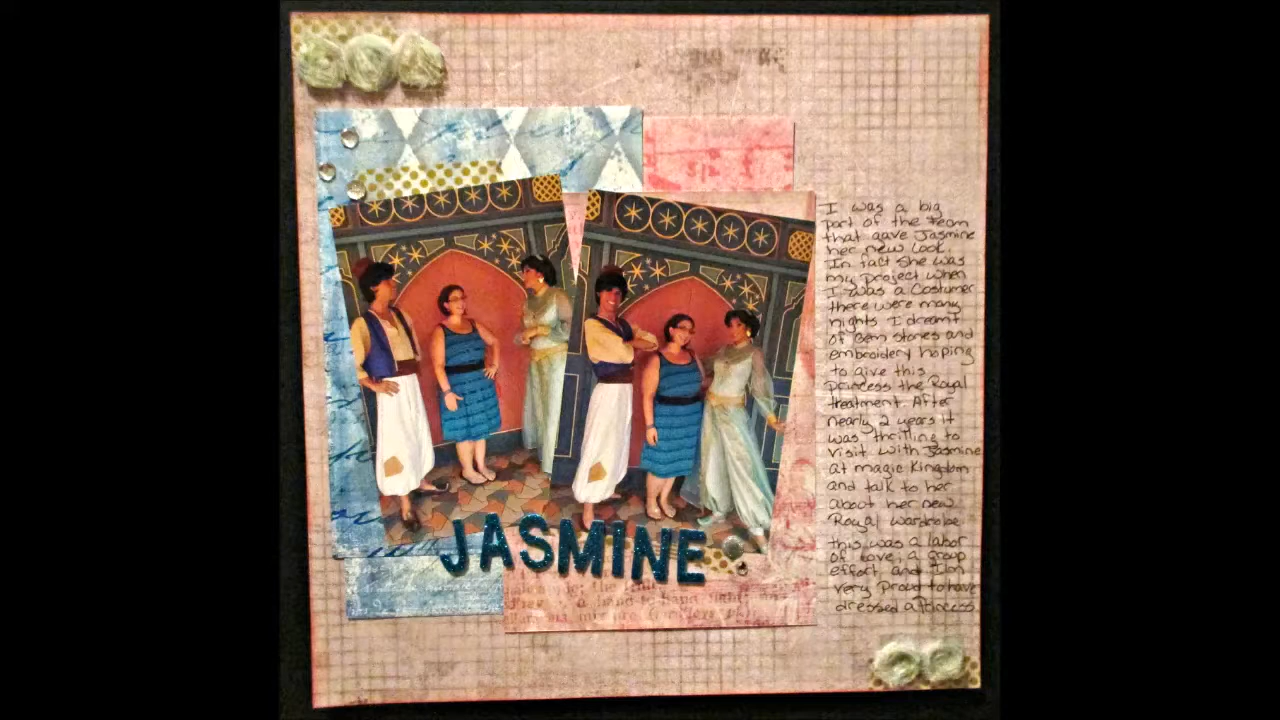 JASMINE
I was a big
part of the team
that gave Jasmine
her new look.
In fact she was
my project when
I was a Costumer
there were many
nights I dreamt
of Gem stones and
embroidery hoping
to give this
princess the Royal
treatment. After
nearly 2 years it
was thrilling to
visit with Jasmine
at magic Kingdom
and talk to her
about her new
Royal wardrobe
this was a labor
of love, a group
effort and I'm
very Proud to have
dressed a Princess